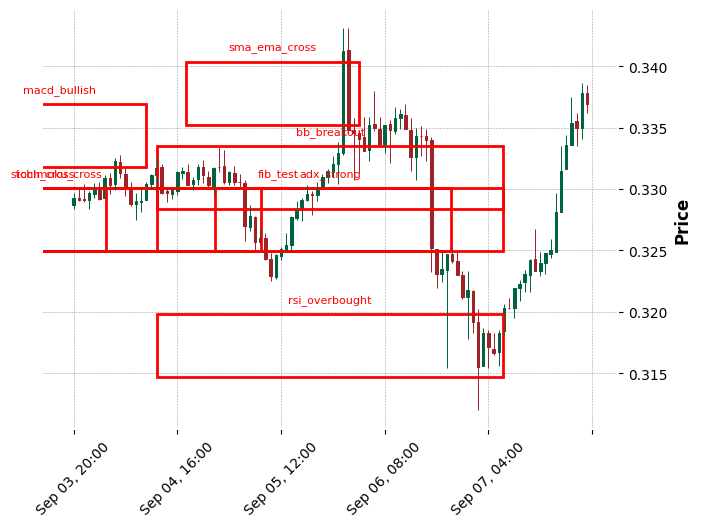 sma_ema_cross
macd_bullish
bb_breakout
fib_test
adx_strong
rsi_overbought
0.340
0.335
0.330
0.325
0.320
0.315
Price
Sep 03, 20:00
Sep 04, 16:00
Sep 05, 12:00
Sep 06, 08:00
Sep 07, 04:00